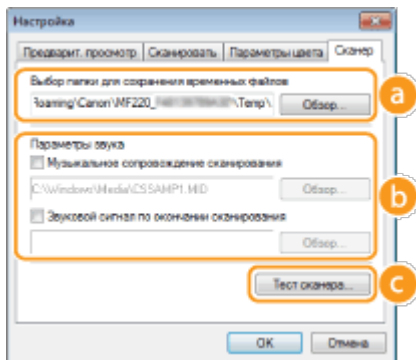 Настройка
Предварит. просмотр Сканировать Параметры цвета Сканер
Выбор папки для сохранения временных файлов
Roaming\Canon\MF220_ \Temp\ Обзор...
a
Параметры звука
Музыкальное сопровождение сканирования
C:\Windows\Media\CSSAMP1.MID Обзор...
b
Звуковой сигнал по окончании сканирования
Обзор...
Тест сканера...
c
OK Отмена